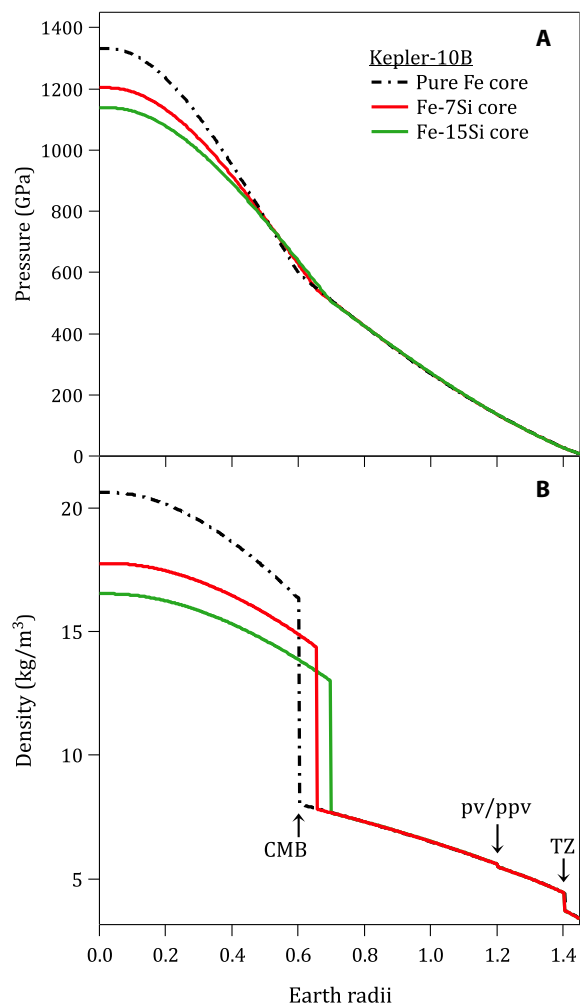 A
Kepler-10B
Pure Fe core
Fe-7Si core
Fe-15Si core
1400
1200
1000
800
600
400
200
0
Pressure (GPa)
B
20
15
10
5
Density (kg/m³)
CMB
pv/ppv
TZ
0.0 0.2 0.4 0.6 0.8 1.0 1.2 1.4
Earth radii